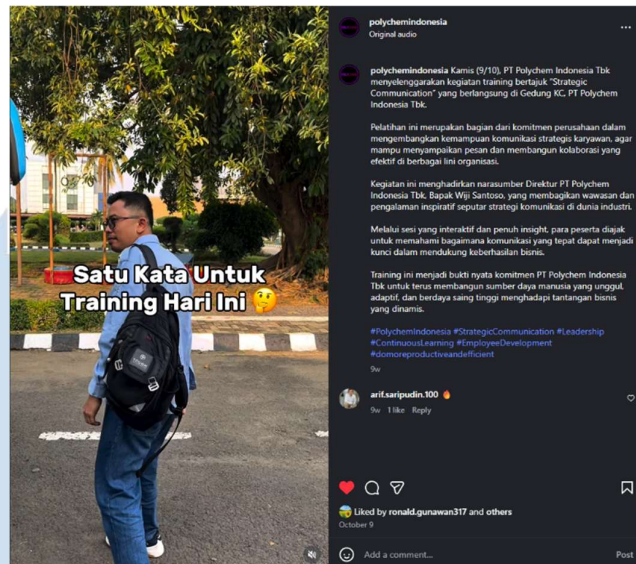 polychemindonesia
Original audio
polychemindonesia Kamis (9/10), PT Polychem Indonesia Tbk
menyelenggarakan kegiatan training bertajuk "Strategic
Communication" yang berlangsung di Gedung KC, PT Polychem
Indonesia Tbk.
Pelatihan ini merupakan bagian dari komitmen perusahaan dalam
mengembangkan kemampuan komunikasi strategis karyawan, agar
mampu menyampaikan pesan dan membangun kolaborasi yang
efektif di berbagai lini organisasi.
Kegiatan ini menghadirkan narasumber Direktur PT Polychem
Indonesia Tbk, Bapak Wiji Santoso, yang membagikan wawasan dan
pengalaman inspiratif seputar strategi komunikasi di dunia industri.
Melalui sesi yang interaktif dan penuh insight, para peserta diajak
untuk memahami bagaimana komunikasi yang tepat dapat menjadi
kunci dalam mendukung keberhasilan bisnis.
Training ini menjadi bukti nyata komitmen PT Polychem Indonesia
Tbk untuk terus membangun sumber daya manusia yang unggul,
adaptif, dan berdaya saing tinggi menghadapi tantangan bisnis
yang dinamis.
#PolychemIndonesia #StrategicCommunication #Leadership
#ContinuousLearning #EmployeeDevelopment
#domoreproductiveandefficient
9w
arif.saripudin.100 🔥
9w 1 like Reply
Liked by ronald.gunawan317 and others
October 9
Add a comment...
Post
Satu Kata Untuk
Training Hari Ini 🤔